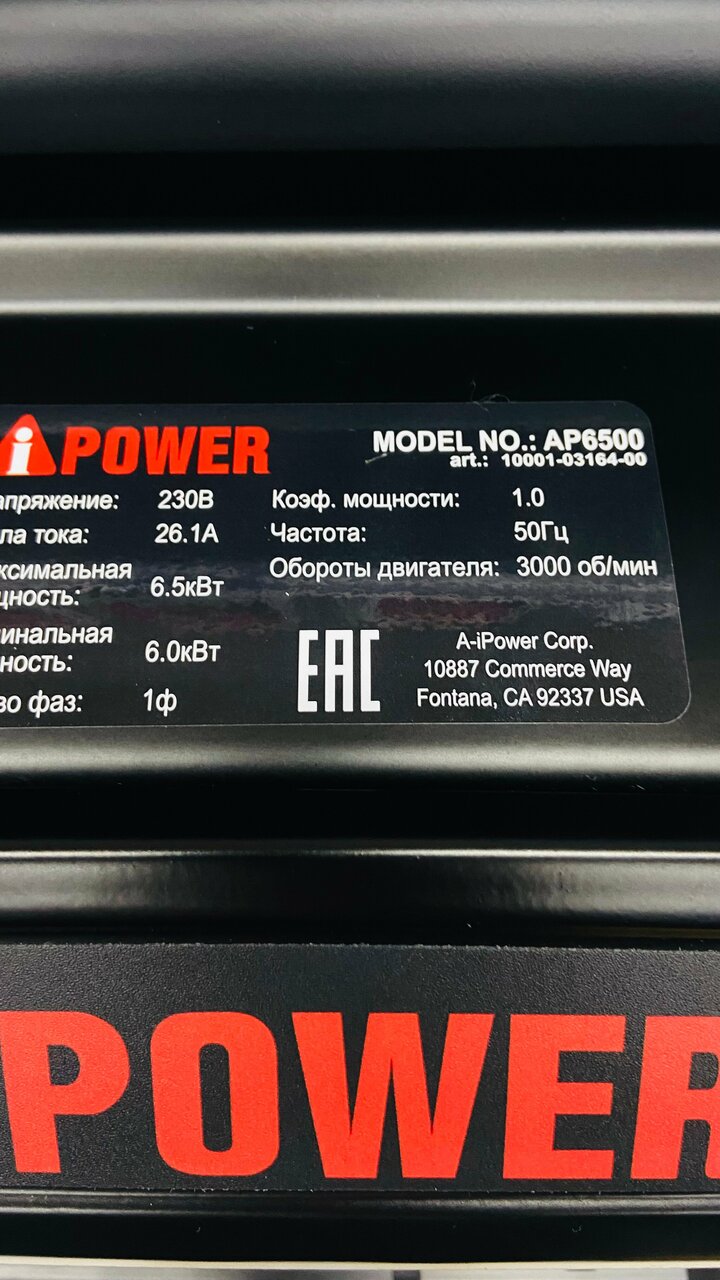 iPOWER
MODEL NO.: AP6500
art.: 10001-03164-00
апряжение: 230В
Коэф. мощности: 1.0
ла тока: 26.1А
Частота: 50Гц
ксимальная
щность: 6.5кВт
Обороты двигателя: 3000 об/мин
инальная
ность: 6.0кВт
во фаз: 1ф
EAC
A-iPower Corp.
10887 Commerce Way
Fontana, CA 92337 USA
POWER